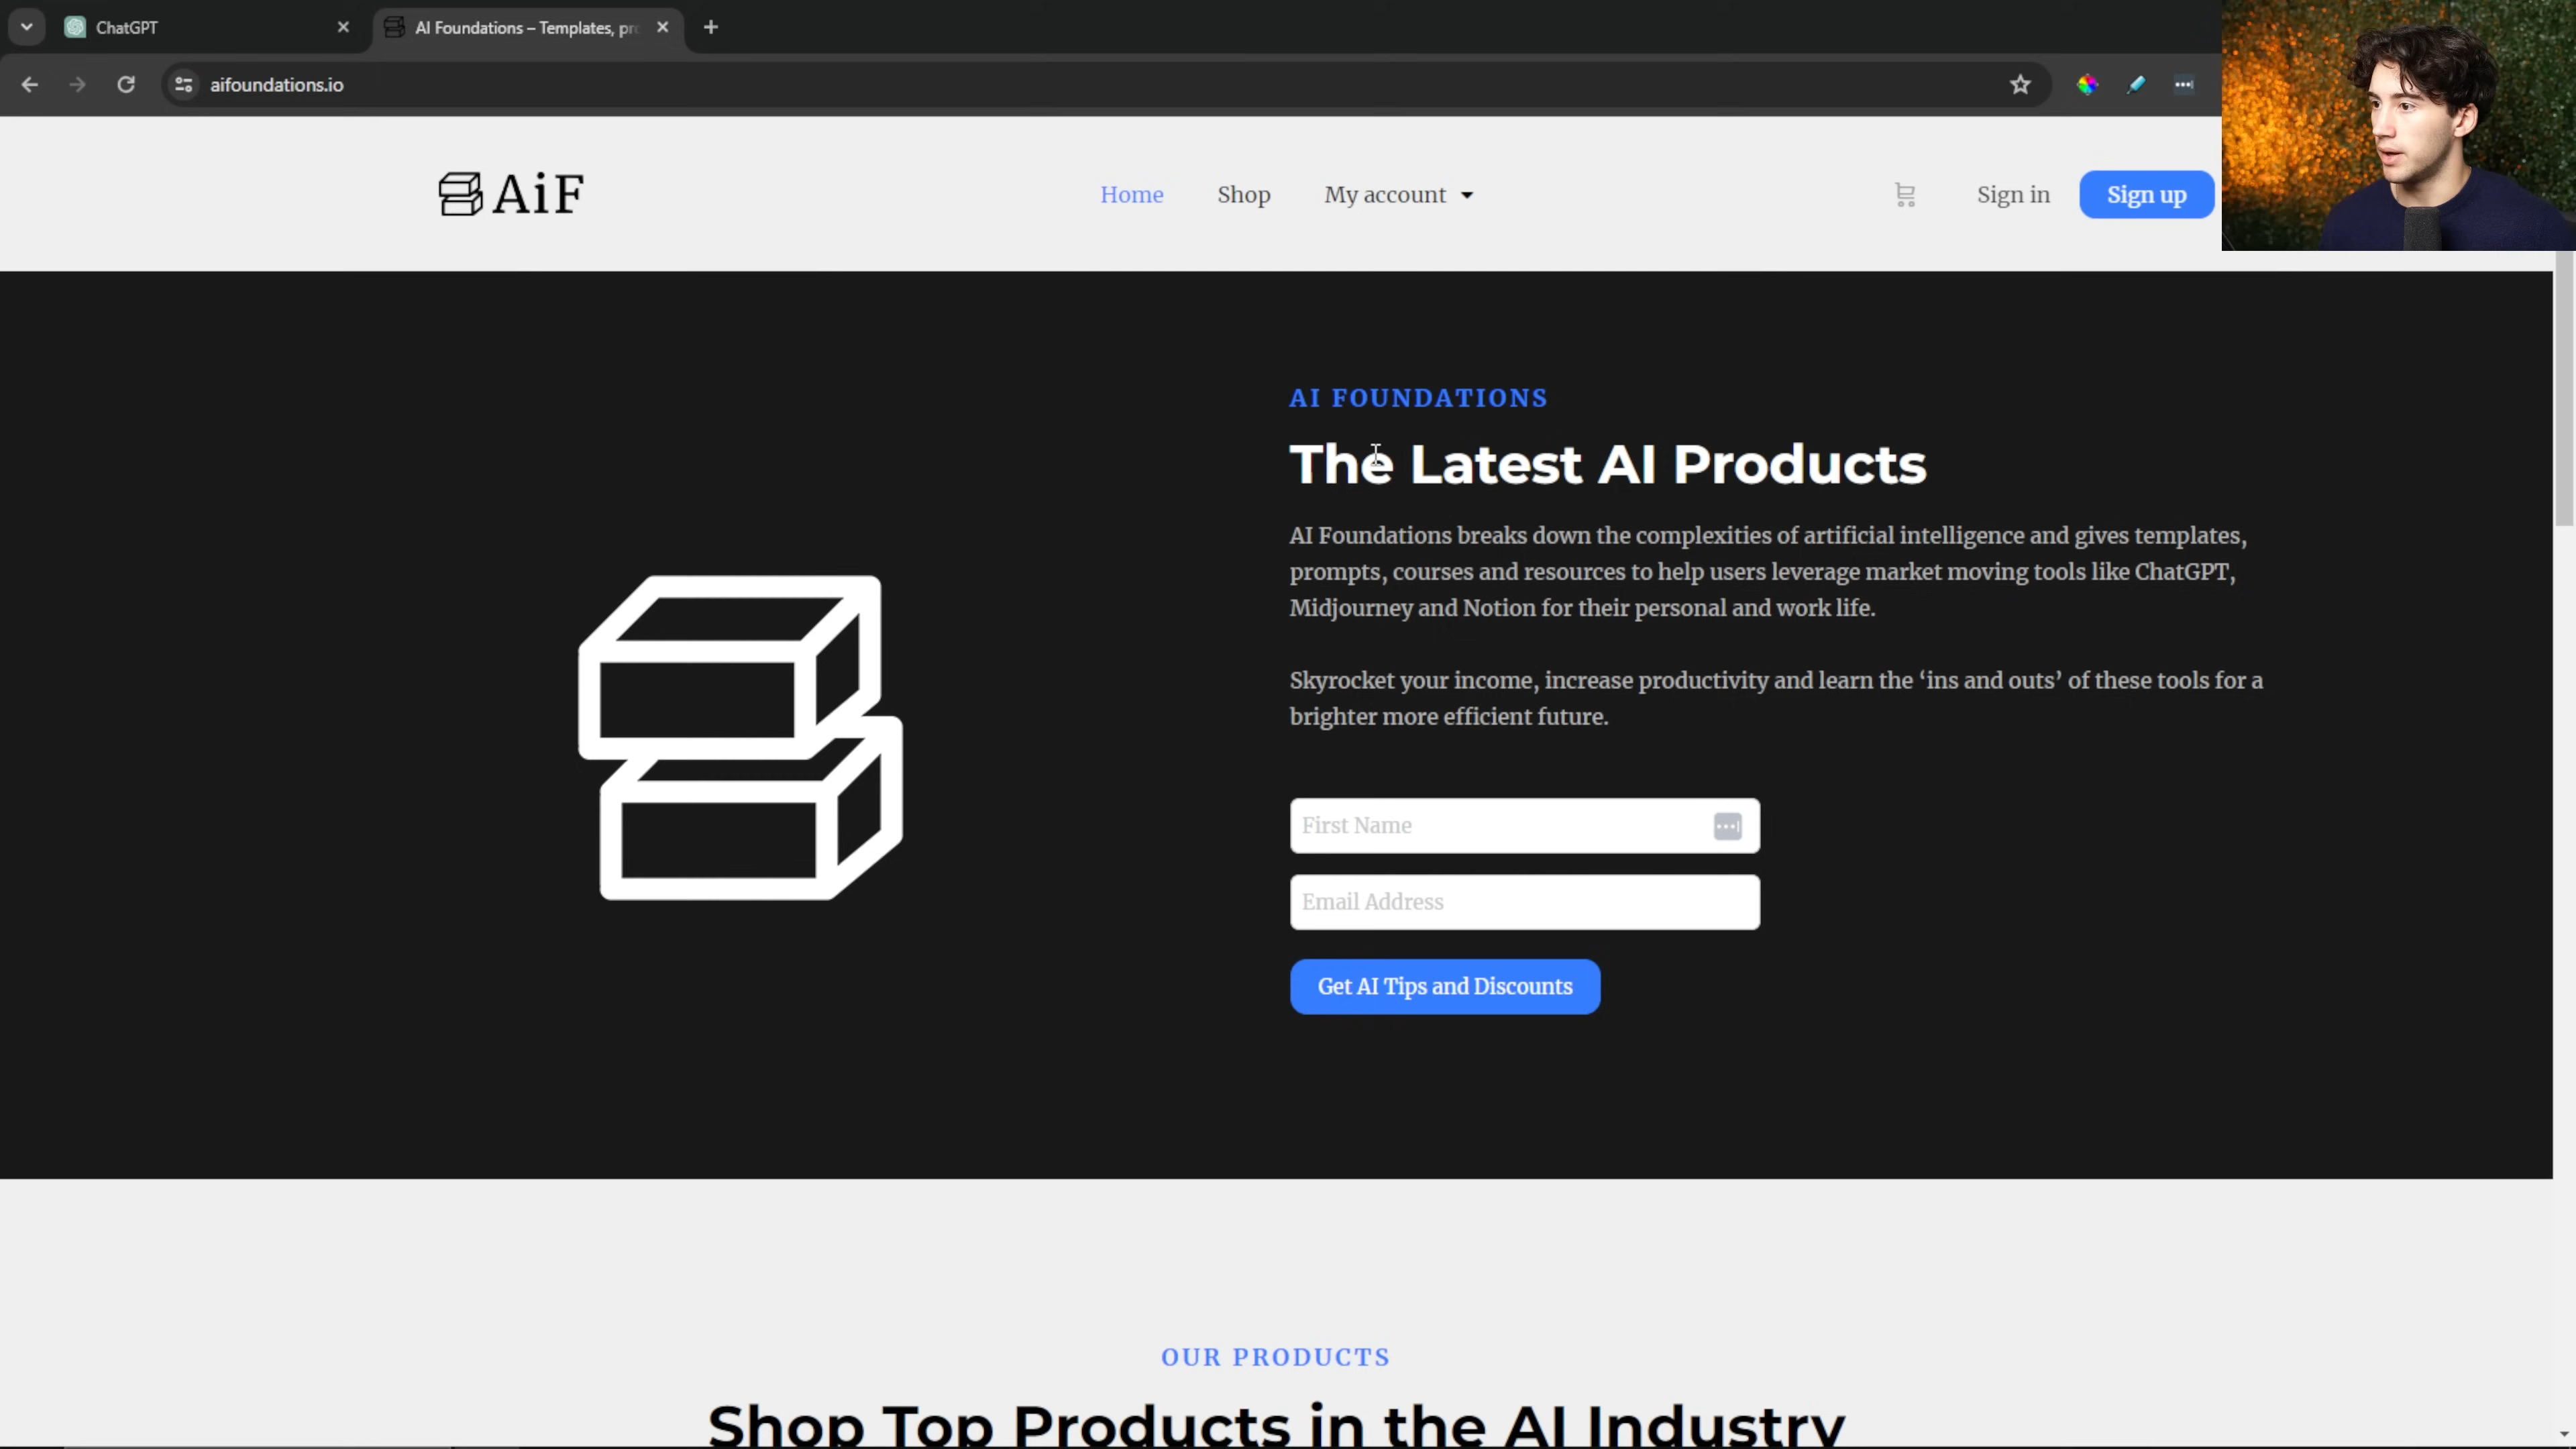 ChatGPT
AI Foundations – Templates, pr
aifoundations.io
AiF
Home
Shop
My account
Sign in
Sign up
AI FOUNDATIONS
The Latest AI Products
AI Foundations breaks down the complexities of artificial intelligence and gives templates,
prompts, courses and resources to help users leverage market moving tools like ChatGPT,
Midjourney and Notion for their personal and work life.
Skyrocket your income, increase productivity and learn the ‘ins and outs’ of these tools for a
brighter more efficient future.
First Name
Email Address
Get AI Tips and Discounts
OUR PRODUCTS
Shop Top Products in the AI Industry